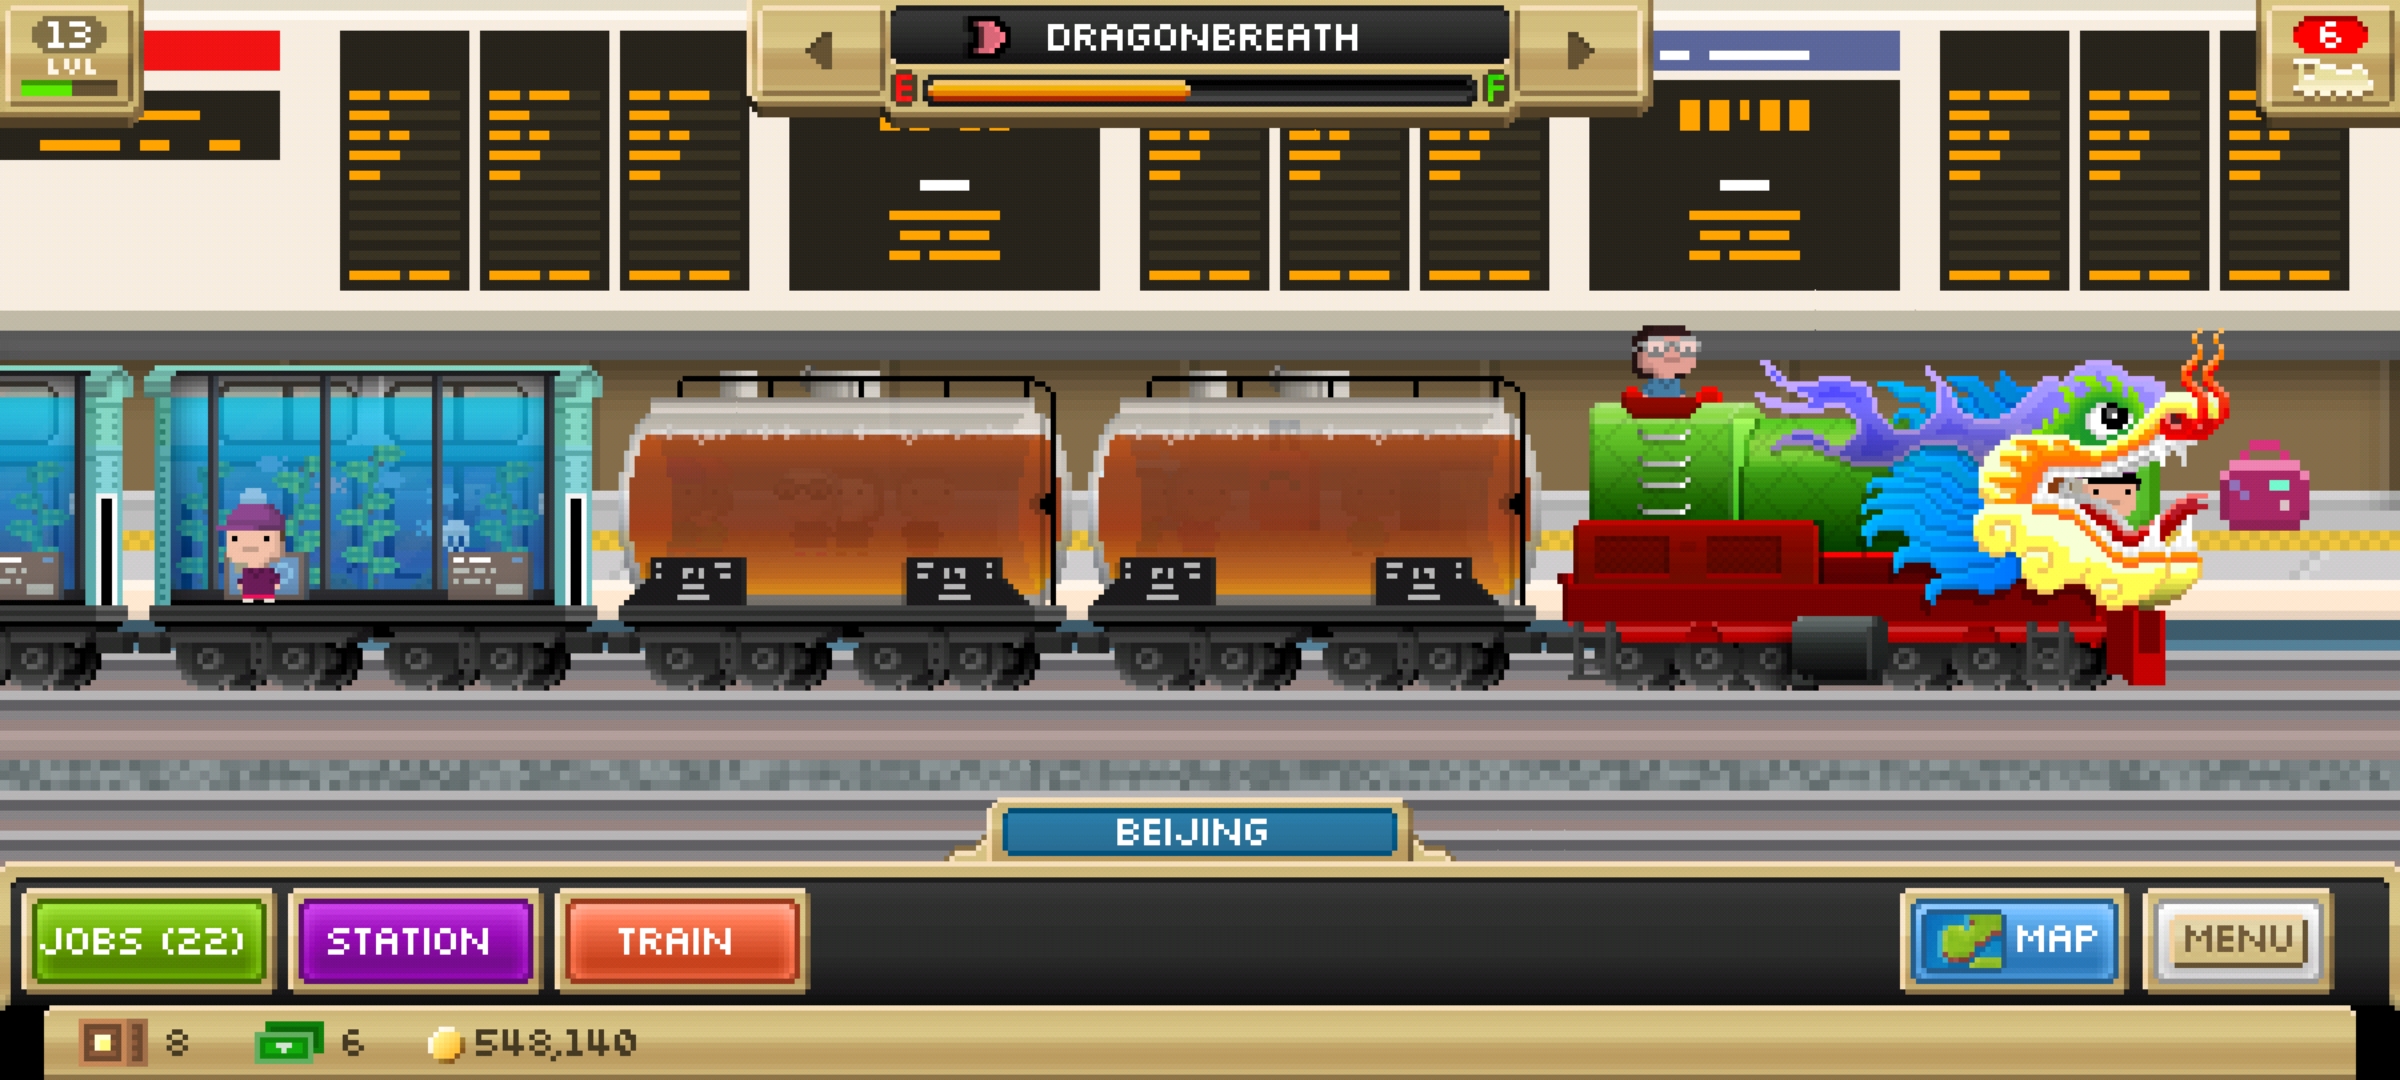 13
LVL
DRAGONBREATH
E
F
6
BEIJING
JOBS (22)
STATION
TRAIN
MAP
MENU
8
6
548,140